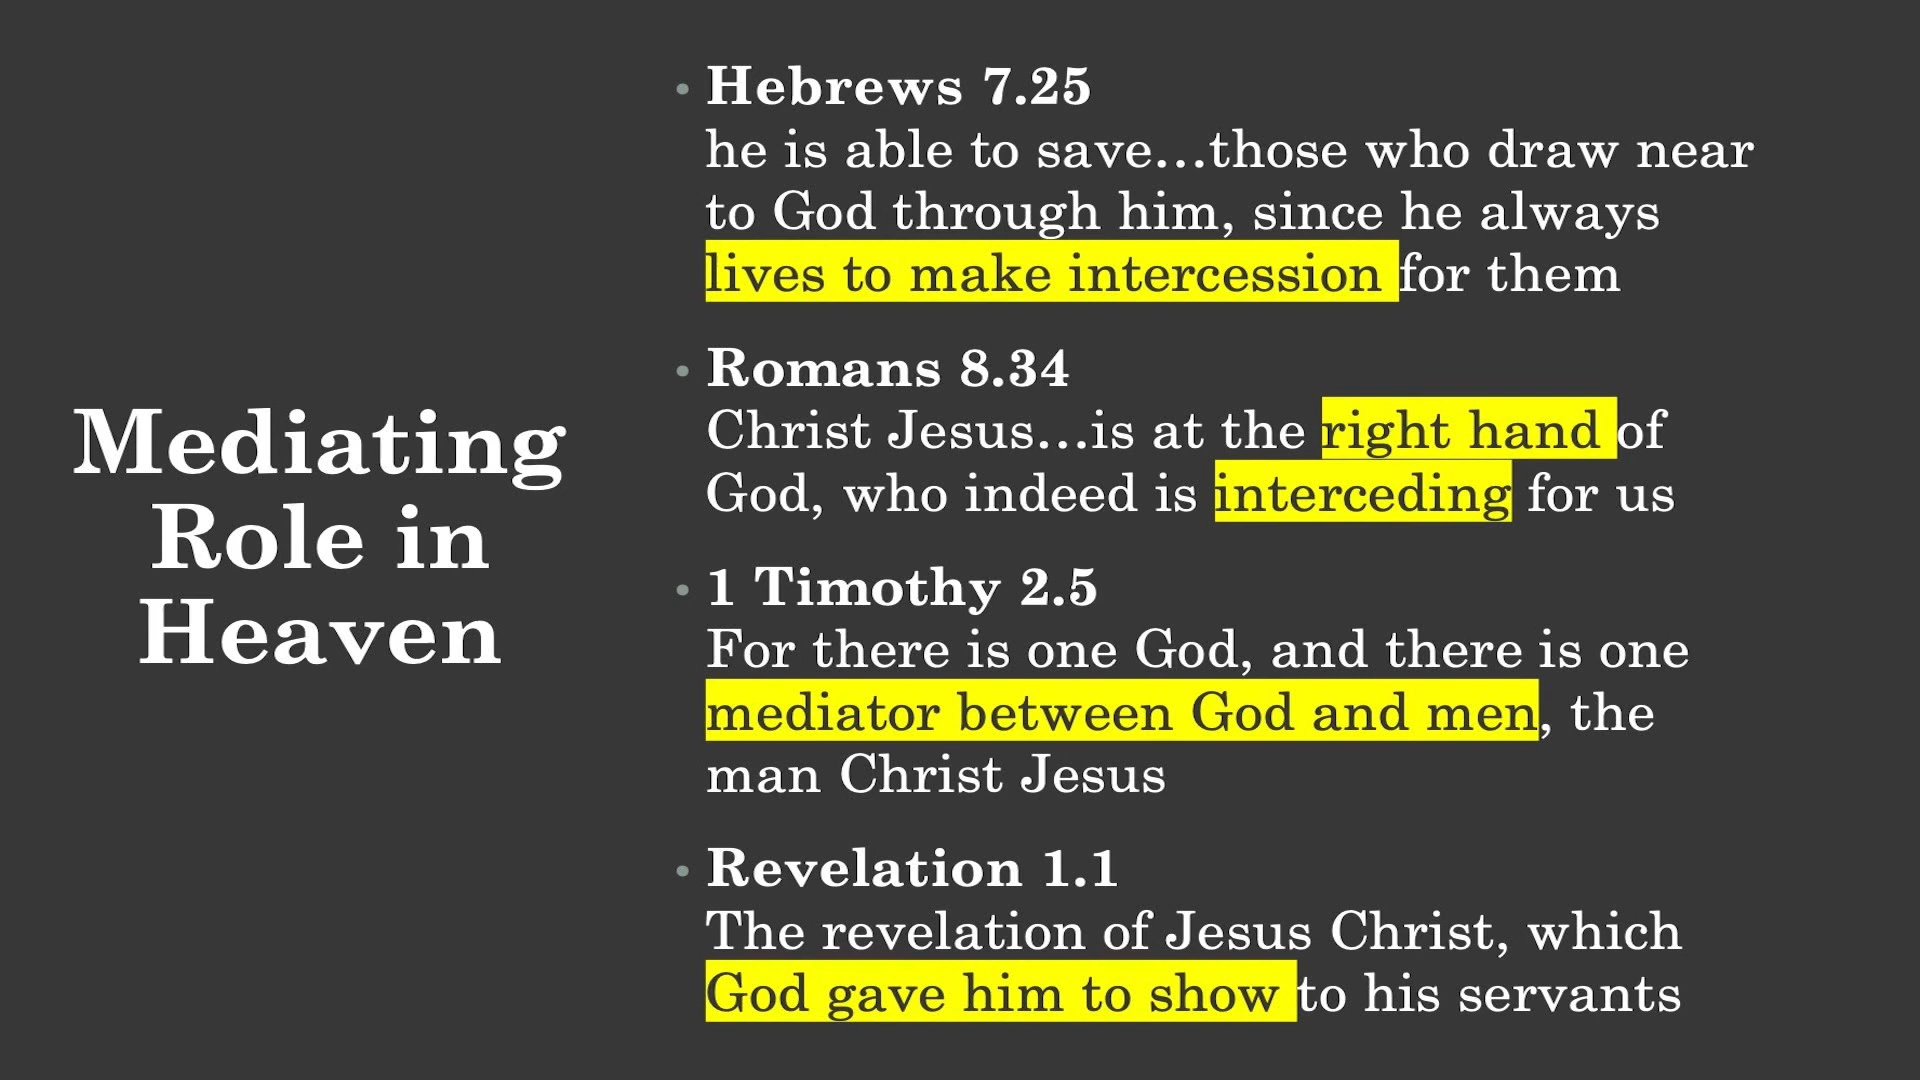 Mediating
Role in
Heaven
• Hebrews 7.25
he is able to save…those who draw near
to God through him, since he always
lives to make intercession for them
• Romans 8.34
Christ Jesus…is at the right hand of
God, who indeed is interceding for us
• 1 Timothy 2.5
For there is one God, and there is one
mediator between God and men, the
man Christ Jesus
• Revelation 1.1
The revelation of Jesus Christ, which
God gave him to show to his servants